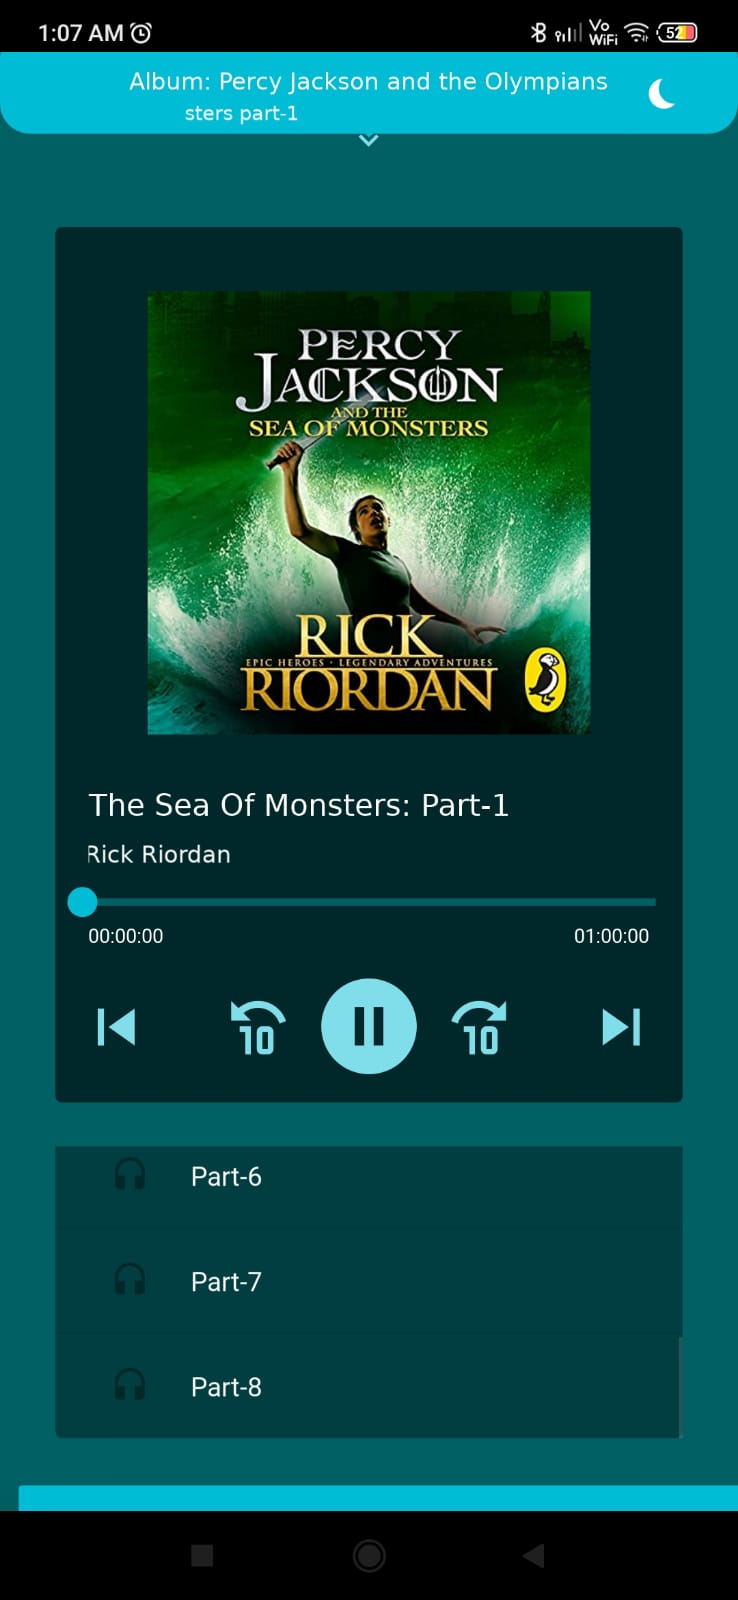 1:07 AM
Vo
WiFi
52
Album: Percy Jackson and the Olympians
sters part-1
PERCY
JACKSON
AND THE
SEA OF MONSTERS
RICK
EPIC HEROES · LEGENDARY ADVENTURES
RIORDAN
The Sea Of Monsters: Part-1
Rick Riordan
00:00:00
01:00:00
10
10
Part-6
Part-7
Part-8